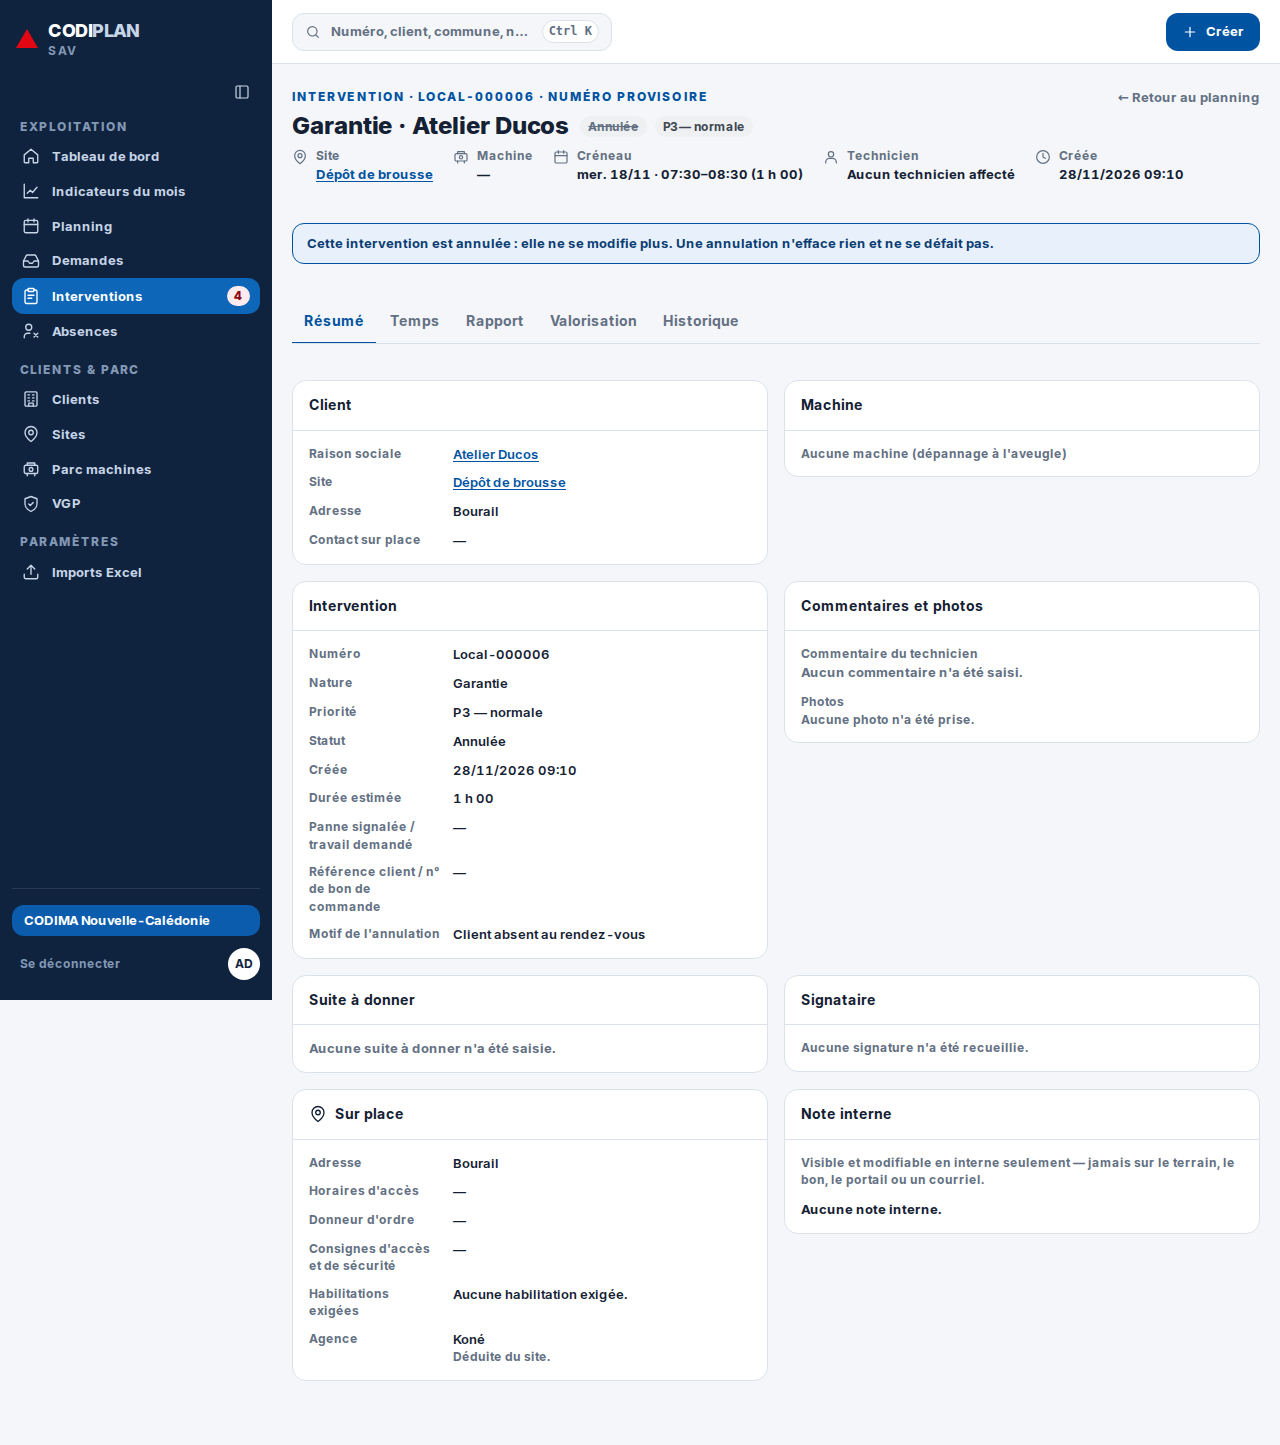 CODIPLAN
SAV
EXPLOITATION
Tableau de bord
Indicateurs du mois
Planning
Demandes
Interventions 4
Absences
CLIENTS & PARC
Clients
Sites
Parc machines
VGP
PARAMÈTRES
Imports Excel
CODIMA Nouvelle-Calédonie
Se déconnecter AD
Numéro, client, commune, n… Ctrl K
Créer
INTERVENTION · LOCAL-000006 · NUMÉRO PROVISOIRE
← Retour au planning
Garantie · Atelier Ducos Annulée P3 — normale
Site
Dépôt de brousse
Machine
—
Créneau
mer. 18/11 · 07:30–08:30 (1 h 00)
Technicien
Aucun technicien affecté
Créée
28/11/2026 09:10
Cette intervention est annulée : elle ne se modifie plus. Une annulation n'efface rien et ne se défait pas.
Résumé Temps Rapport Valorisation Historique
Client
Raison sociale Atelier Ducos
Site Dépôt de brousse
Adresse Bourail
Contact sur place —
Machine
Aucune machine (dépannage à l'aveugle)
Intervention
Numéro Local-000006
Nature Garantie
Priorité P3 — normale
Statut Annulée
Créée 28/11/2026 09:10
Durée estimée 1 h 00
Panne signalée / —
travail demandé
Référence client / n° —
de bon de
commande
Motif de l'annulation Client absent au rendez-vous
Commentaires et photos
Commentaire du technicien
Aucun commentaire n'a été saisi.
Photos
Aucune photo n'a été prise.
Suite à donner
Aucune suite à donner n'a été saisie.
Signataire
Aucune signature n'a été recueillie.
Sur place
Adresse Bourail
Horaires d'accès —
Donneur d'ordre —
Consignes d'accès —
et de sécurité
Habilitations Aucune habilitation exigée.
exigées
Agence Koné
Déduite du site.
Note interne
Visible et modifiable en interne seulement — jamais sur le terrain, le
bon, le portail ou un courriel.
Aucune note interne.